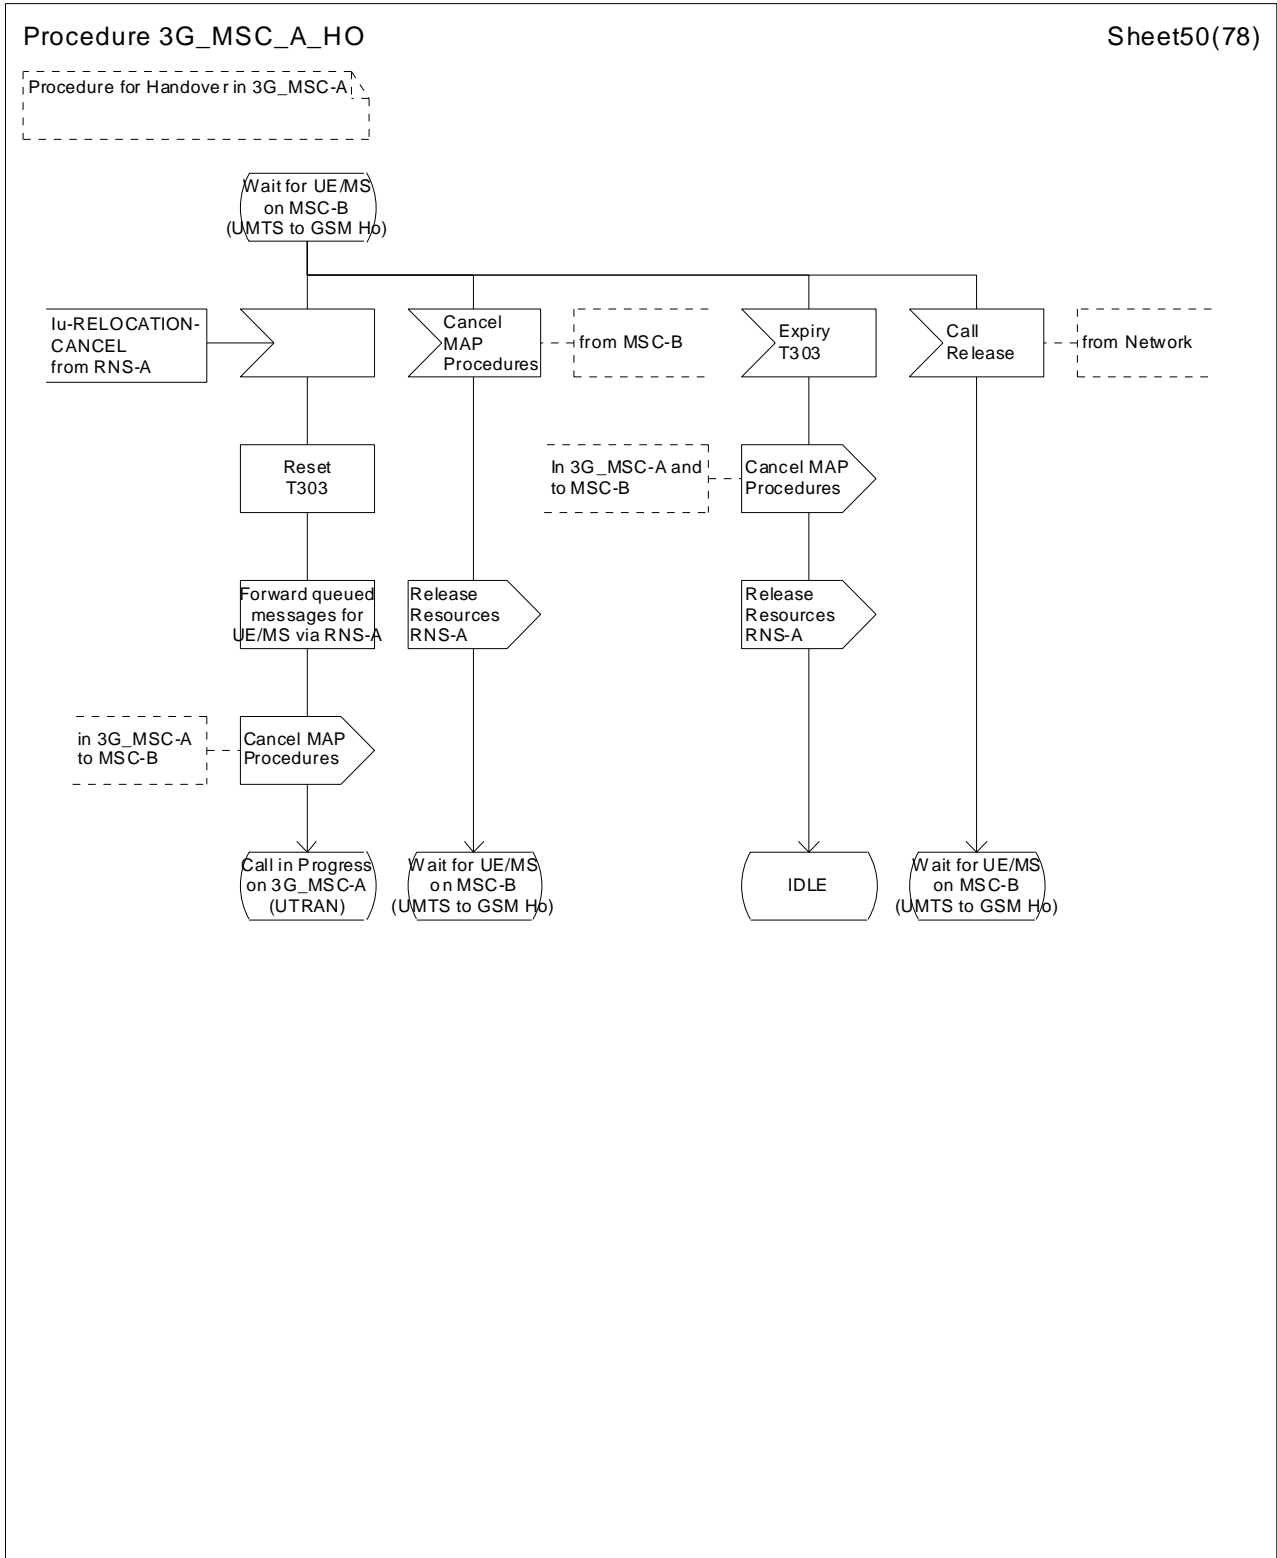 Procedure 3G_MSC_A_HO
Sheet50(78)
Procedure for Handover in 3G_MSC-A
Wait for UE/MS
on MSC-B
(UMTS to GSM Ho)
Iu-RELOCATION-
CANCEL
from RNS-A
Cancel
MAP
Procedures
from MSC-B
Expiry
T303
Call
Release
from Network
Reset
T303
In 3G_MSC-A and
to MSC-B
Cancel MAP
Procedures
Forward queued
messages for
UE/MS via RNS-A
Release
Resources
RNS-A
Release
Resources
RNS-A
in 3G_MSC-A
to MSC-B
Cancel MAP
Procedures
Call in Progress
on 3G_MSC-A
(UTRAN)
Wait for UE/MS
on MSC-B
(UMTS to GSM Ho)
IDLE
Wait for UE/MS
on MSC-B
(UMTS to GSM Ho)